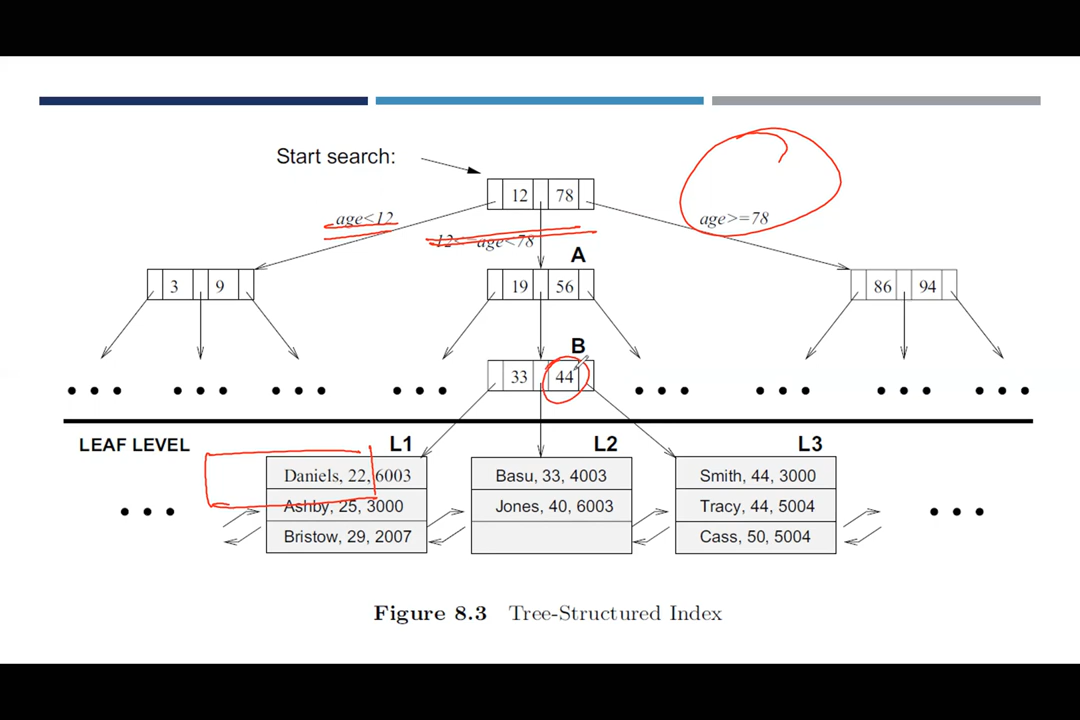 Start search:
12 78
age<12
age>=78
12<=age<78
A
3 9
19 56
86 94
B
33 44
LEAF LEVEL
L1
L2
L3
Daniels, 22, 6003
Basu, 33, 4003
Smith, 44, 3000
Ashby, 25, 3000
Jones, 40, 6003
Tracy, 44, 5004
Bristow, 29, 2007
Cass, 50, 5004
Figure 8.3 Tree-Structured Index